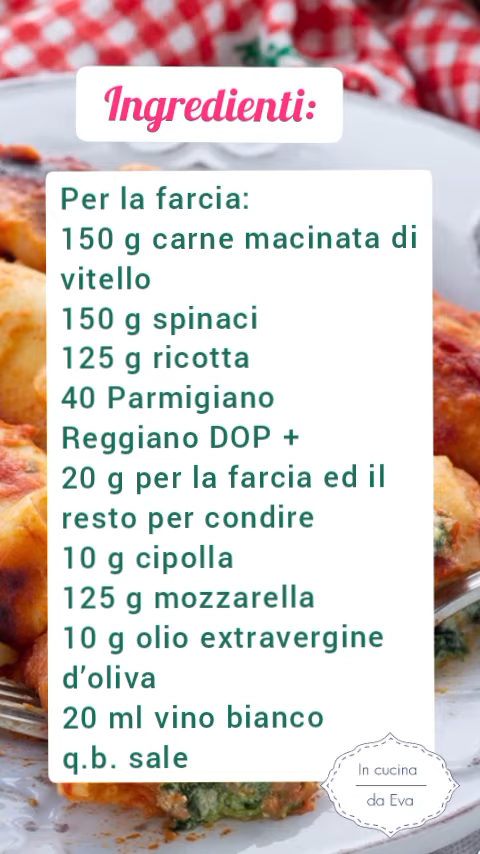 Ingredienti:
Per la farcia:
150 g carne macinata di
vitello
150 g spinaci
125 g ricotta
40 Parmigiano
Reggiano DOP +
20 g per la farcia ed il
resto per condire
10 g cipolla
125 g mozzarella
10 g olio extravergine
d’oliva
20 ml vino bianco
q.b. sale
In cucina
da Eva